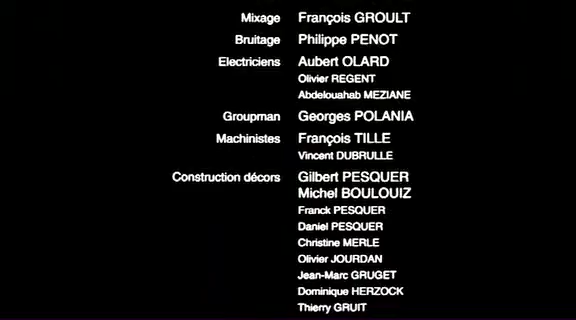 Mixage François GROULT
Bruitage Philippe PENOT
Electriciens Aubert OLARD
Olivier REGENT
Abdelouahab MEZIANE
Groupman Georges POLANIA
Machinistes François TILLE
Vincent DUBRULLE
Construction décors Gilbert PESQUER
Michel BOULOUIZ
Franck PESQUER
Daniel PESQUER
Christine MERLE
Olivier JOURDAN
Jean-Marc GRUGET
Dominique HERZOCK
Thierry GRUIT